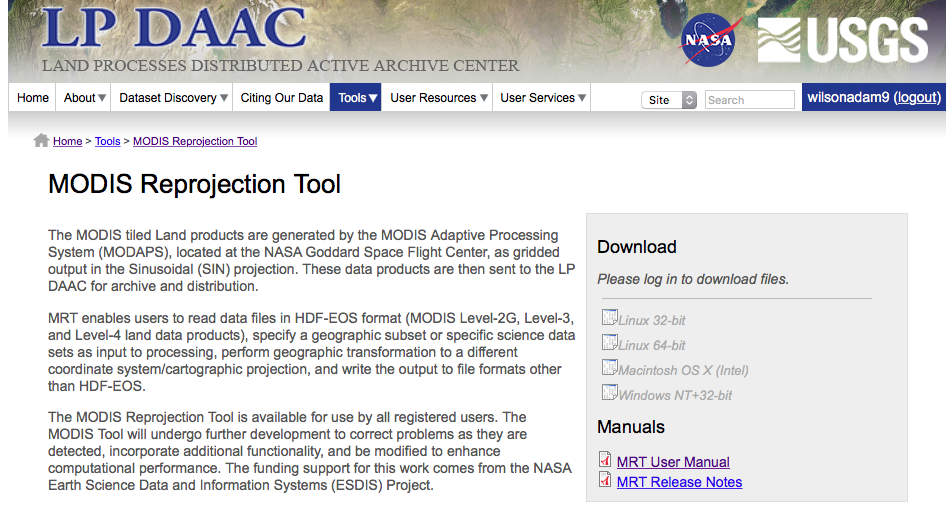 LP DAAC
LAND PROCESSES DISTRIBUTED ACTIVE ARCHIVE CENTER
NASA
USGS
Home About Dataset Discovery Citing Our Data Tools User Resources User Services Site Search wilsonadam9 (logout)
Home > Tools > MODIS Reprojection Tool
MODIS Reprojection Tool
The MODIS tiled Land products are generated by the MODIS Adaptive Processing
System (MODAPS), located at the NASA Goddard Space Flight Center, as gridded
output in the Sinusoidal (SIN) projection. These data products are then sent to the LP
DAAC for archive and distribution.
MRT enables users to read data files in HDF-EOS format (MODIS Level-2G, Level-3,
and Level-4 land data products), specify a geographic subset or specific science data
sets as input to processing, perform geographic transformation to a different
coordinate system/cartographic projection, and write the output to file formats other
than HDF-EOS.
The MODIS Reprojection Tool is available for use by all registered users. The
MODIS Tool will undergo further development to correct problems as they are
detected, incorporate additional functionality, and be modified to enhance
computational performance. The funding support for this work comes from the NASA
Earth Science Data and Information Systems (ESDIS) Project.
Download
Please log in to download files.
Linux 32-bit
Linux 64-bit
Macintosh OS X (Intel)
Windows NT+32-bit
Manuals
MRT User Manual
MRT Release Notes